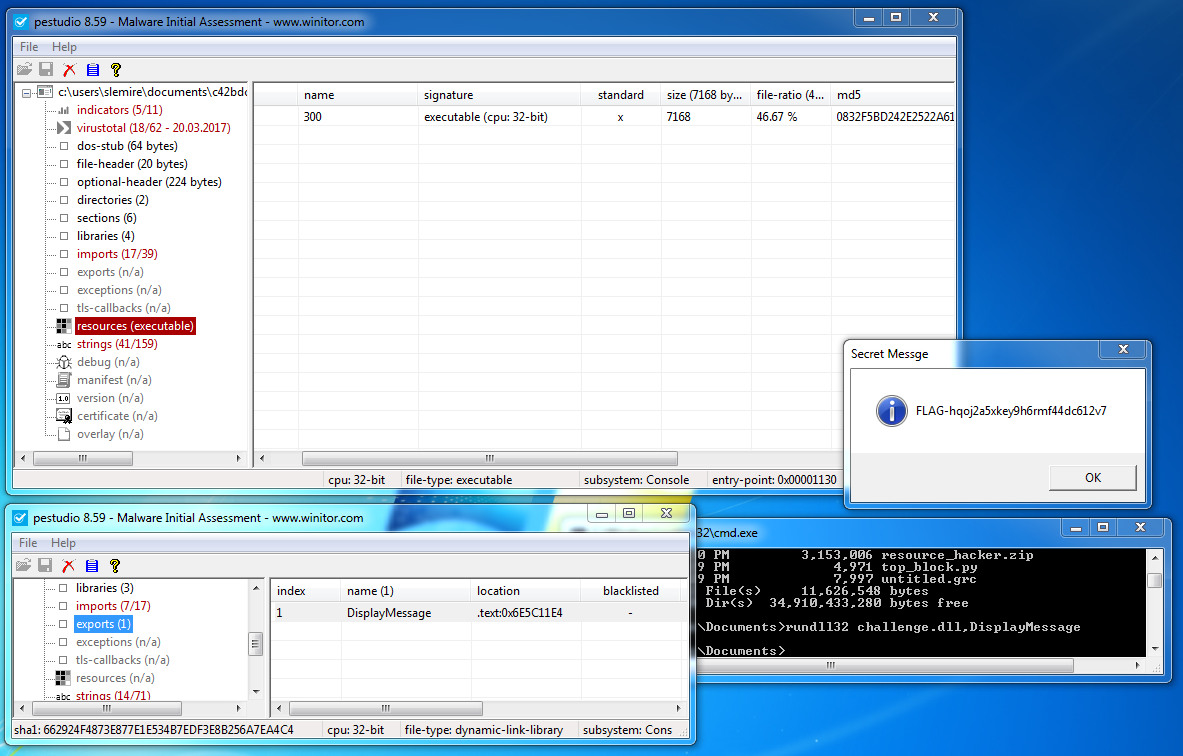 pestudio 8.59 - Malware Initial Assessment - www.winitor.com
File Help
c:\users\slemire\documents\c42bdc
indicators (5/11)
virustotal (18/62 - 20.03.2017)
dos-stub (64 bytes)
file-header (20 bytes)
optional-header (224 bytes)
directories (2)
sections (6)
libraries (4)
imports (17/39)
exports (n/a)
exceptions (n/a)
tls-callbacks (n/a)
resources (executable)
abc strings (41/159)
debug (n/a)
manifest (n/a)
1.0 version (n/a)
certificate (n/a)
overlay (n/a)
name signature standard size (7168 by... file-ratio (4... md5
300 executable (cpu: 32-bit) x 7168 46.67 % 0832F5BD242E2522A61
cpu: 32-bit file-type: executable subsystem: Console entry-point: 0x00001130
Secret Messge
FLAG-hqoj2a5xkey9h6rmf44dc612v7
OK
pestudio 8.59 - Malware Initial Assessment - www.winitor.com
File Help
libraries (3)
imports (7/17)
exports (1)
exceptions (n/a)
tls-callbacks (n/a)
resources (n/a)
abc strings (14/71)
index name (1) location blacklisted
1 DisplayMessage .text:0x6E5C11E4 -
sha1: 662924F4873E877E1E534B7EDF3E8B256A7EA4C4 cpu: 32-bit file-type: dynamic-link-library subsystem: Cons
32\cmd.exe
0 PM 3,153,006 resource_hacker.zip
9 PM 4,971 top_block.py
9 PM 7,997 untitled.grc
File(s) 11,626,548 bytes
Dir(s) 34,910,433,280 bytes free
\Documents>rundll32 challenge.dll,DisplayMessage
\Documents>